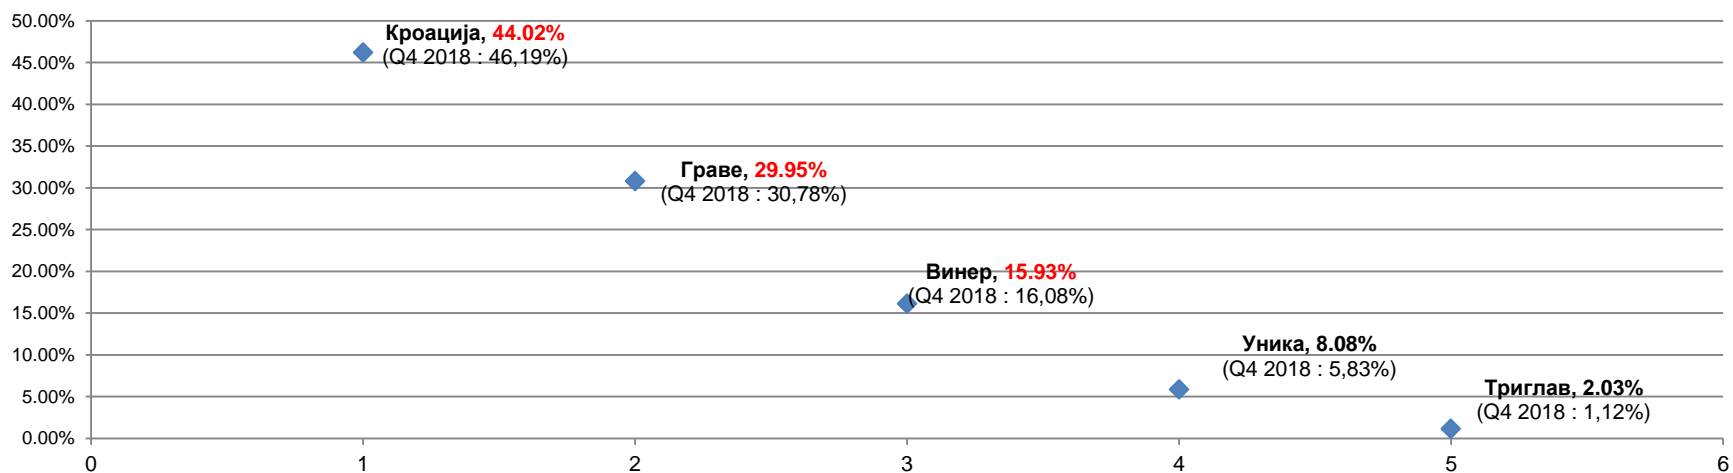 50.00%
45.00%
40.00%
35.00%
30.00%
25.00%
20.00%
15.00%
10.00%
5.00%
0.00%
Кроација, 44.02%
(Q4 2018 : 46,19%)
Граве, 29.95%
(Q4 2018 : 30,78%)
Винер, 15.93%
(Q4 2018 : 16,08%)
Уника, 8.08%
(Q4 2018 : 5,83%)
Триглав, 2.03%
(Q4 2018 : 1,12%)
0 1 2 3 4 5 6